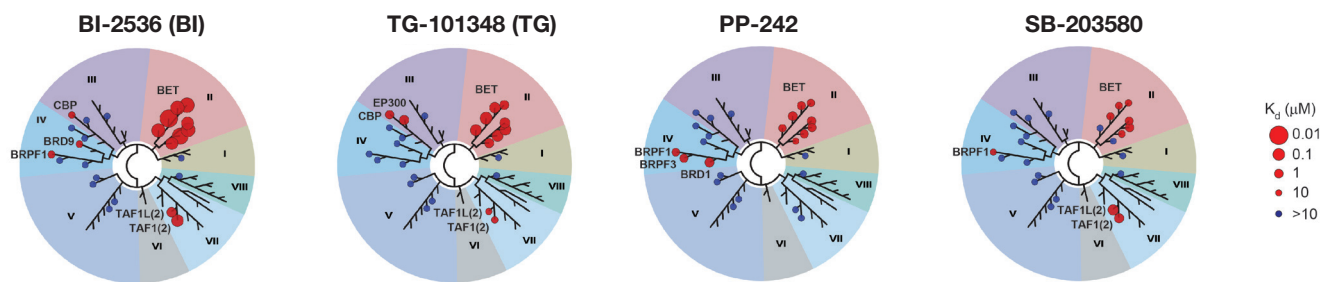 BI-2536 (BI)
TG-101348 (TG)
PP-242
SB-203580
III
BET
II
CBP
IV
BRD9
BRPF1
I
VIII
V
TAF1L(2)
TAF1(2)
VII
VI
III
BET
II
EP300
CBP
IV
I
VIII
V
TAF1L(2)
TAF1(2)
VII
VI
III
BET
II
IV
BRPF1
BRPF3
BRD1
I
VIII
V
VII
VI
III
BET
II
IV
BRPF1
I
VIII
V
TAF1L(2)
TAF1(2)
VII
VI
Kd (μM)
0.01
0.1
1
10
>10